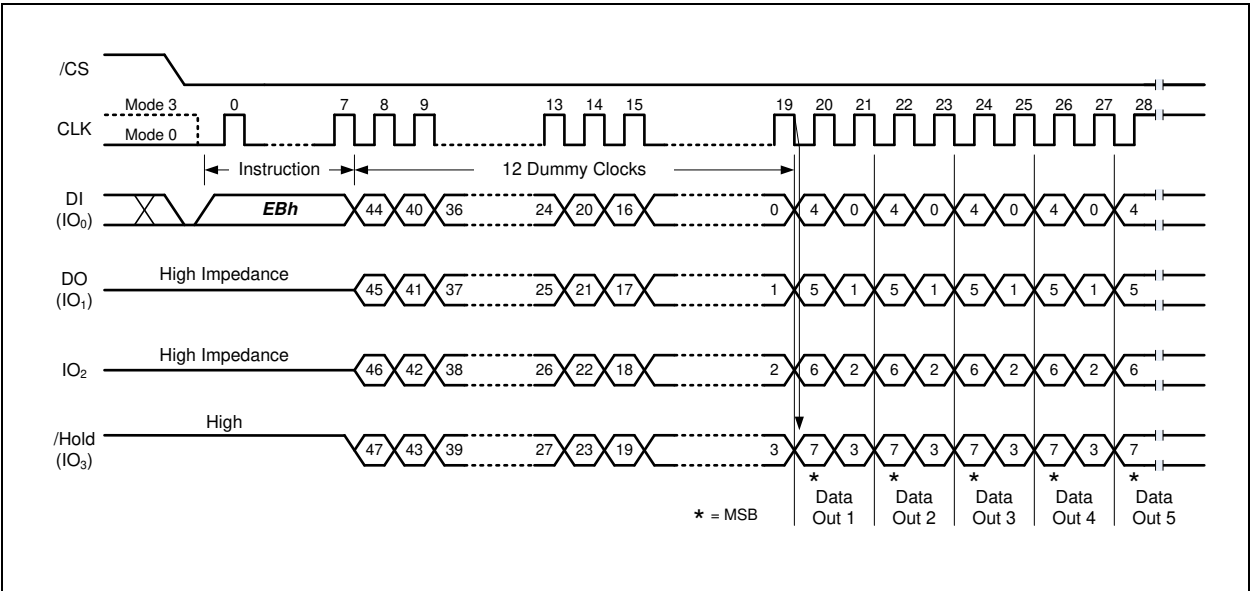 /CS
Mode 3 0 7 8 9 13 14 15 19 20 21 22 23 24 25 26 27 28
CLK
Mode 0
Instruction 12 Dummy Clocks
DI
(IO0)
EBh 44 40 36 24 20 16 0 4 0 4 0 4 0 4 0 4
High Impedance
DO
(IO1)
45 41 37 25 21 17 1 5 1 5 1 5 1 5 1 5
High Impedance
IO2
46 42 38 26 22 18 2 6 2 6 2 6 2 6 2 6
High
/Hold
(IO3)
47 43 39 27 23 19 3 7 3 7 3 7 3 7 3 7
* * * * *
Data Data Data Data Data
Out 1 Out 2 Out 3 Out 4 Out 5
* = MSB